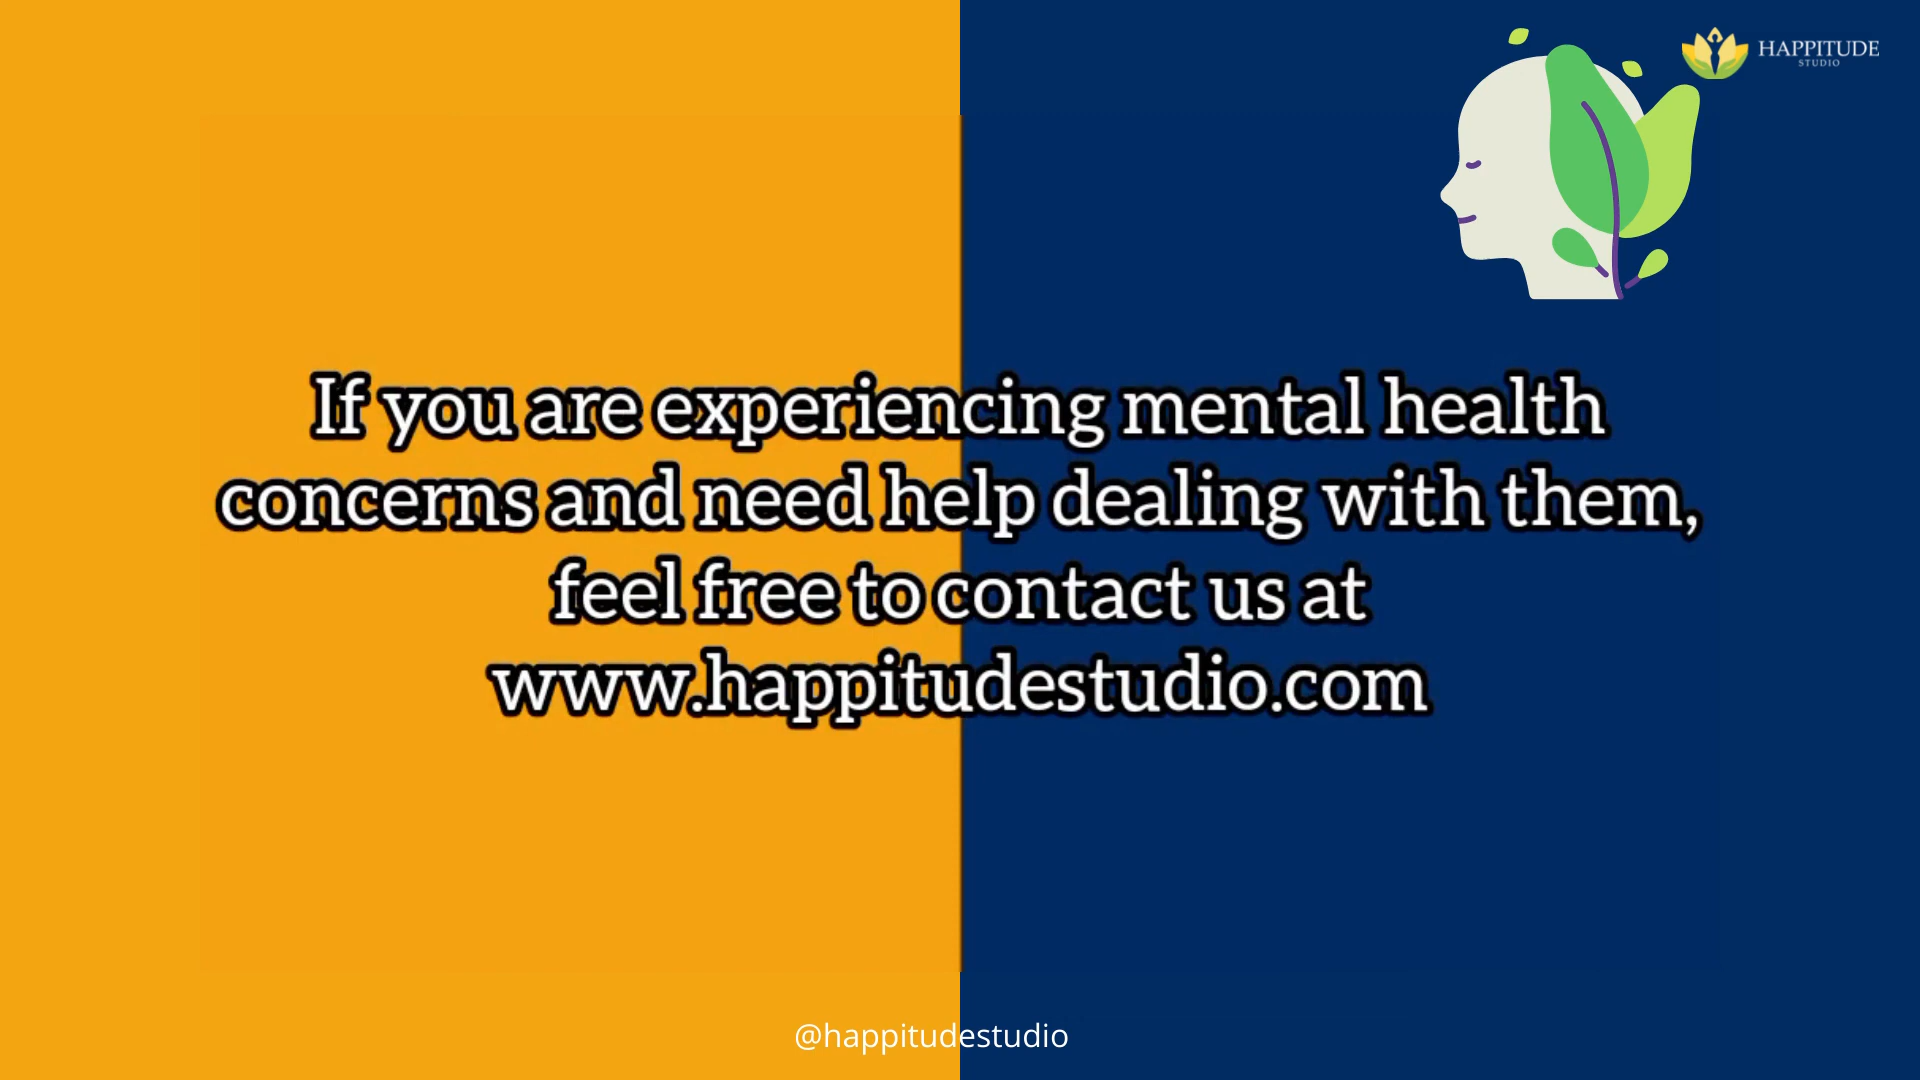 HAPPITUDE
STUDIO
If you are experiencing mental health
concerns and need help dealing with them,
feel free to contact us at
www.happitudestudio.com
@happitudestudio